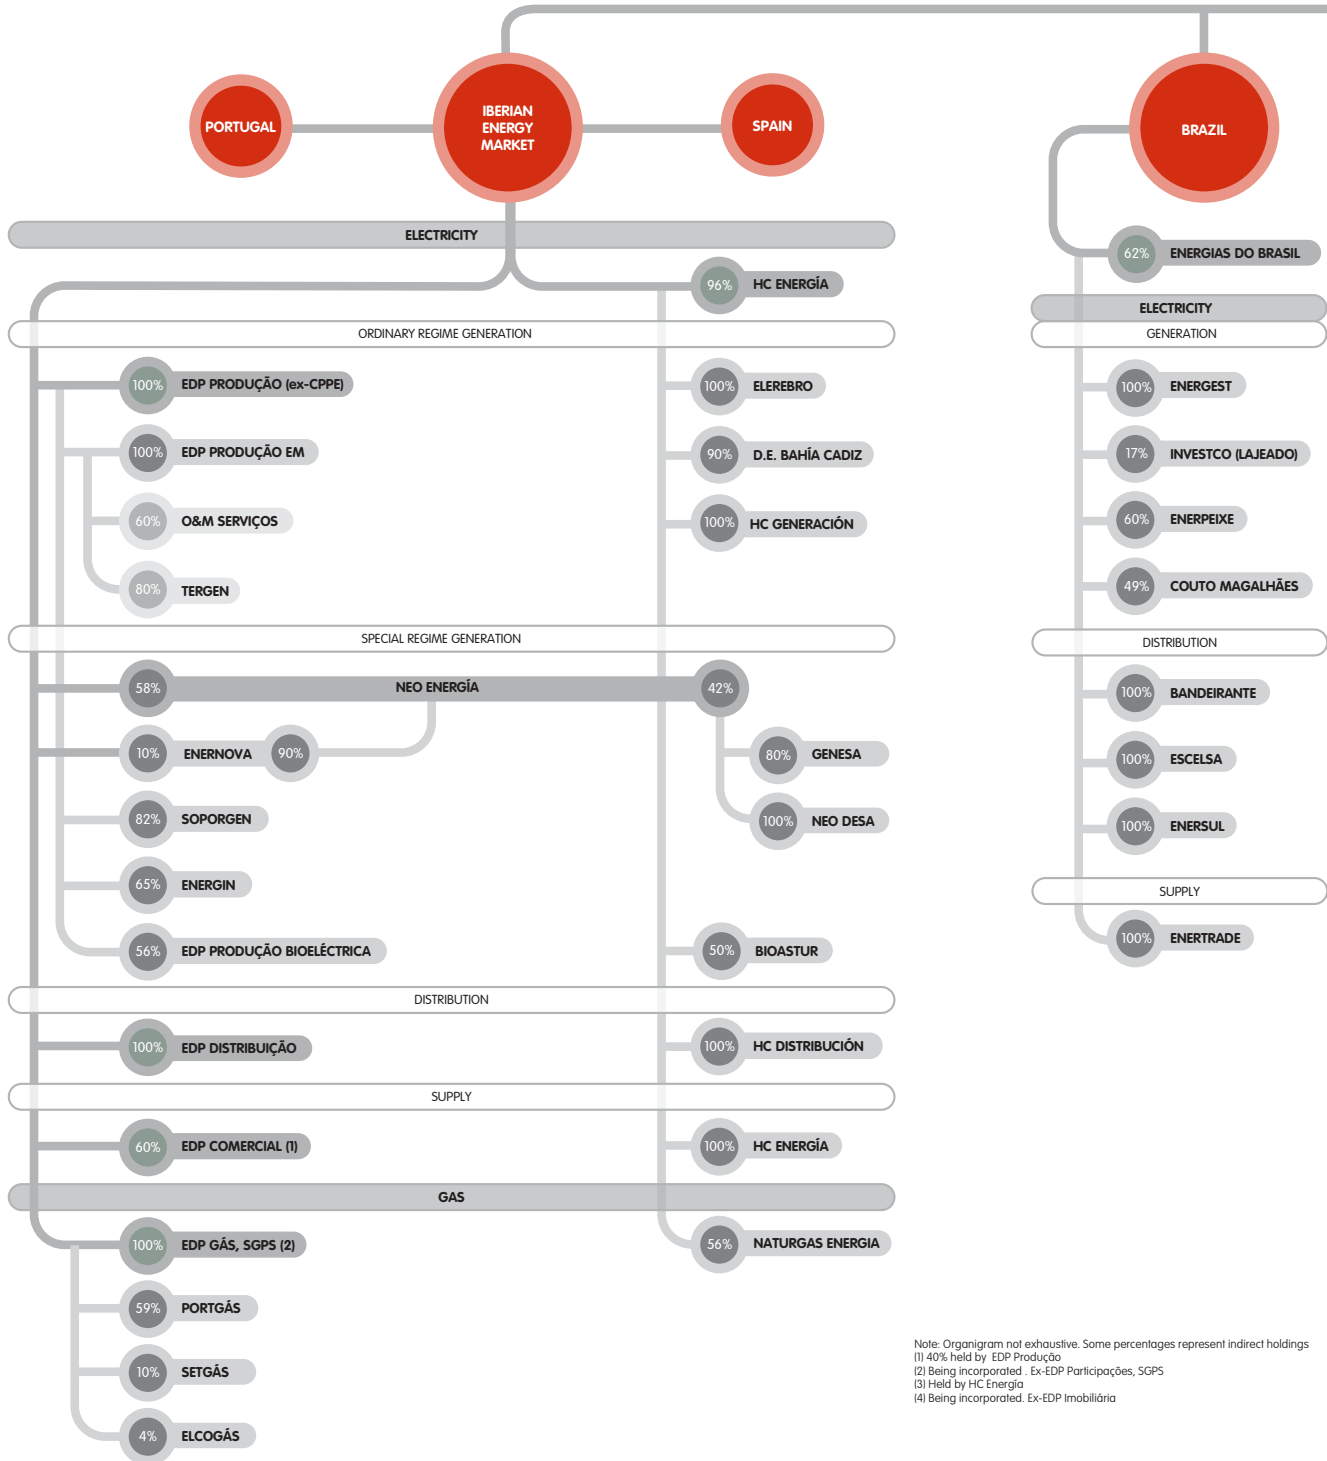 PORTUGAL
IBERIAN
ENERGY
MARKET
SPAIN
BRAZIL
ELECTRICITY
96% HC ENERGÍA
ORDINARY REGIME GENERATION
100% EDP PRODUÇÃO (ex-CPPE)
100% ELEREBRO
100% EDP PRODUÇÃO EM
90% D.E. BAHÍA CADIZ
60% O&M SERVIÇOS
100% HC GENERACIÓN
80% TERGEN
SPECIAL REGIME GENERATION
58% NEO ENERGÍA 42%
10% ENERNOVA 90%
80% GENESA
82% SOPORGEN
100% NEO DESA
65% ENERGIN
56% EDP PRODUÇÃO BIOELÉCTRICA
50% BIOASTUR
DISTRIBUTION
100% EDP DISTRIBUIÇÃO
100% HC DISTRIBUCIÓN
SUPPLY
60% EDP COMERCIAL (1)
100% HC ENERGÍA
GAS
100% EDP GÁS, SGPS (2)
56% NATURGAS ENERGIA
59% PORTGÁS
10% SETGÁS
4% ELCOGÁS
62% ENERGIAS DO BRASIL
ELECTRICITY
GENERATION
100% ENERGEST
17% INVESTCO (LAJEADO)
60% ENERPEIXE
49% COUTO MAGALHÃES
DISTRIBUTION
100% BANDEIRANTE
100% ESCELSA
100% ENERSUL
SUPPLY
100% ENERTRADE
Note: Organigram not exhaustive. Some percentages represent indirect holdings
(1) 40% held by EDP Produção
(2) Being incorporated . Ex-EDP Participações, SGPS
(3) Held by HC Energía
(4) Being incorporated. Ex-EDP Imobiliária